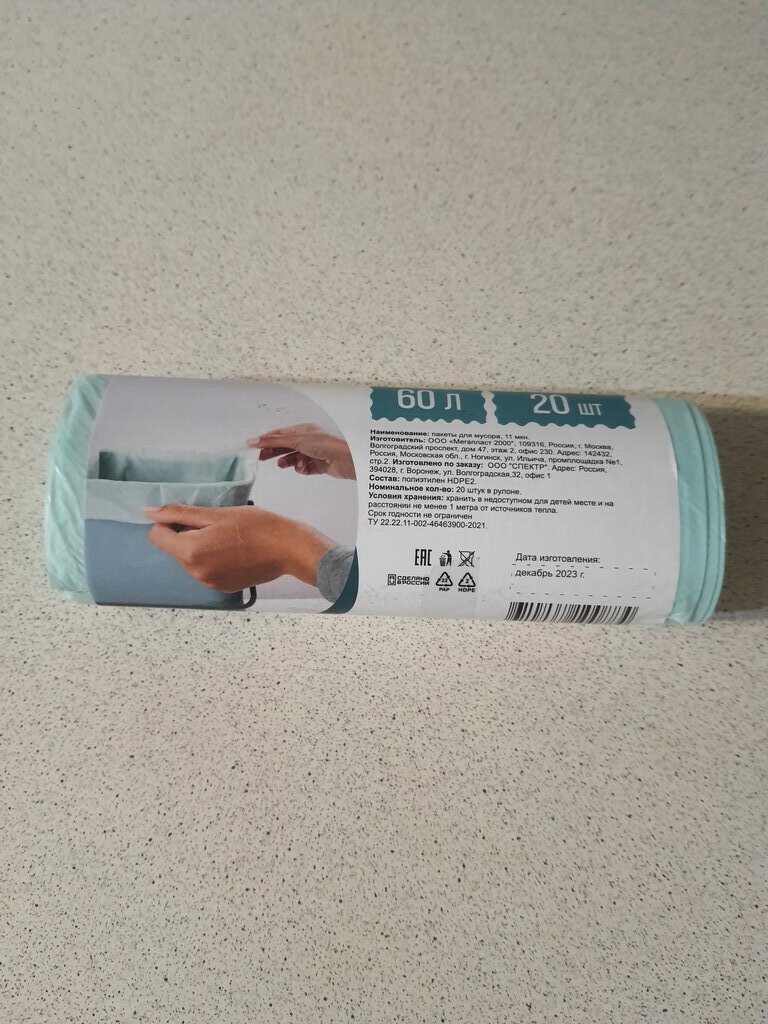 60 Л 20 ШТ
Наименование: пакеты для мусора, 11 мкн.
Изготовитель: ООО «Мегапласт 2000", 109316, Россия, г. Москва,
Волгоградский проспект, дом 47, этаж 2, офис 230. Адрес: 142432,
Россия, Московская обл., г. Ногинск, ул. Ильича, промплощадка №1,
стр.2. Изготовлено по заказу: ООО "СПЕКТР". Адрес: Россия,
394028, г. Воронеж, ул. Волгоградская,32, офис 1
Состав: полиэтилен HDPE2.
Номинальное кол-во: 20 штук в рулоне.
Условия хранения: хранить в недоступном для детей месте и на
расстоянии не менее 1 метра от источников тепла.
Срок годности не ограничен
ТУ 22.22.11-002-46463900-2021.
ЕАС
СДЕЛАНО
В РОССИИ
22
PAP
2
HDPE
Дата изготовления:
декабрь 2023 г.